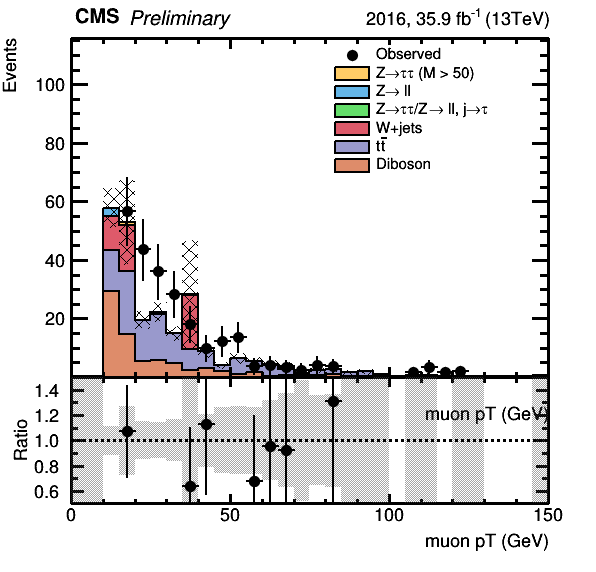 CMS Preliminary 2016, 35.9 fb⁻¹ (13TeV)
Events
100
80
60
40
20
Observed
Z→ττ (M > 50)
Z→ ll
Z→ττ/Z→ ll, j→τ
W+jets
tt̅
Diboson
Ratio
1.4
1.2
1.0
0.8
0.6
muon pT (GeV)
0 50 100 150
muon pT (GeV)